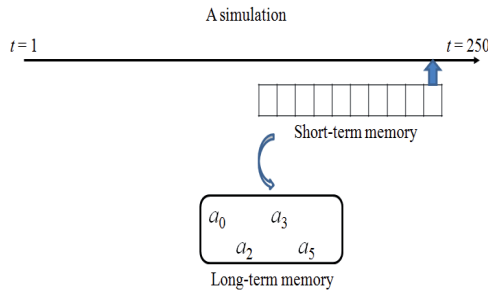 A simulation
t = 1
t = 250
Short-term memory
a0 a3
a2 a5
Long-term memory